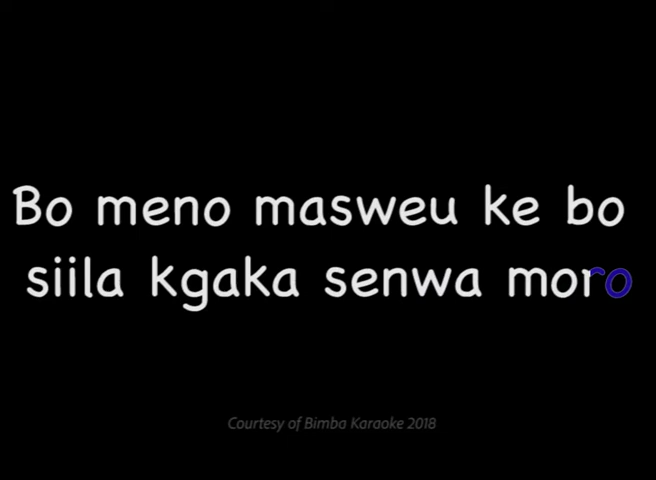 Bo meno masweu ke bo
siila kgaka senwa moro
Courtesy of Bimba Karaoke 2018